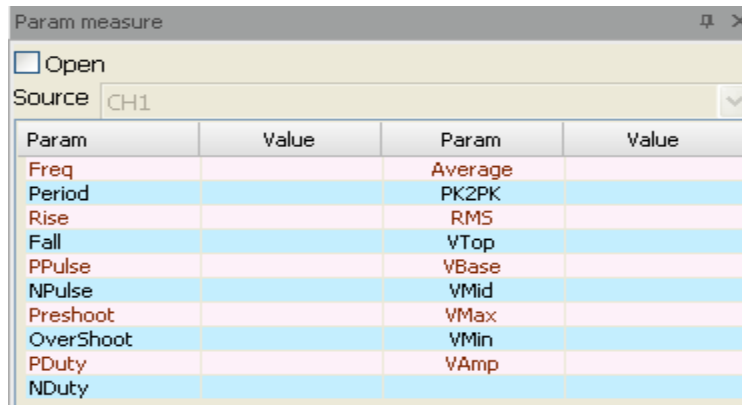 Param measure
Open
Source CH1
Param Value Param Value
Freq Average
Period PK2PK
Rise RMS
Fall VTop
PPulse VBase
NPulse VMid
Preshoot VMax
OverShoot VMin
PDuty VAmp
NDuty